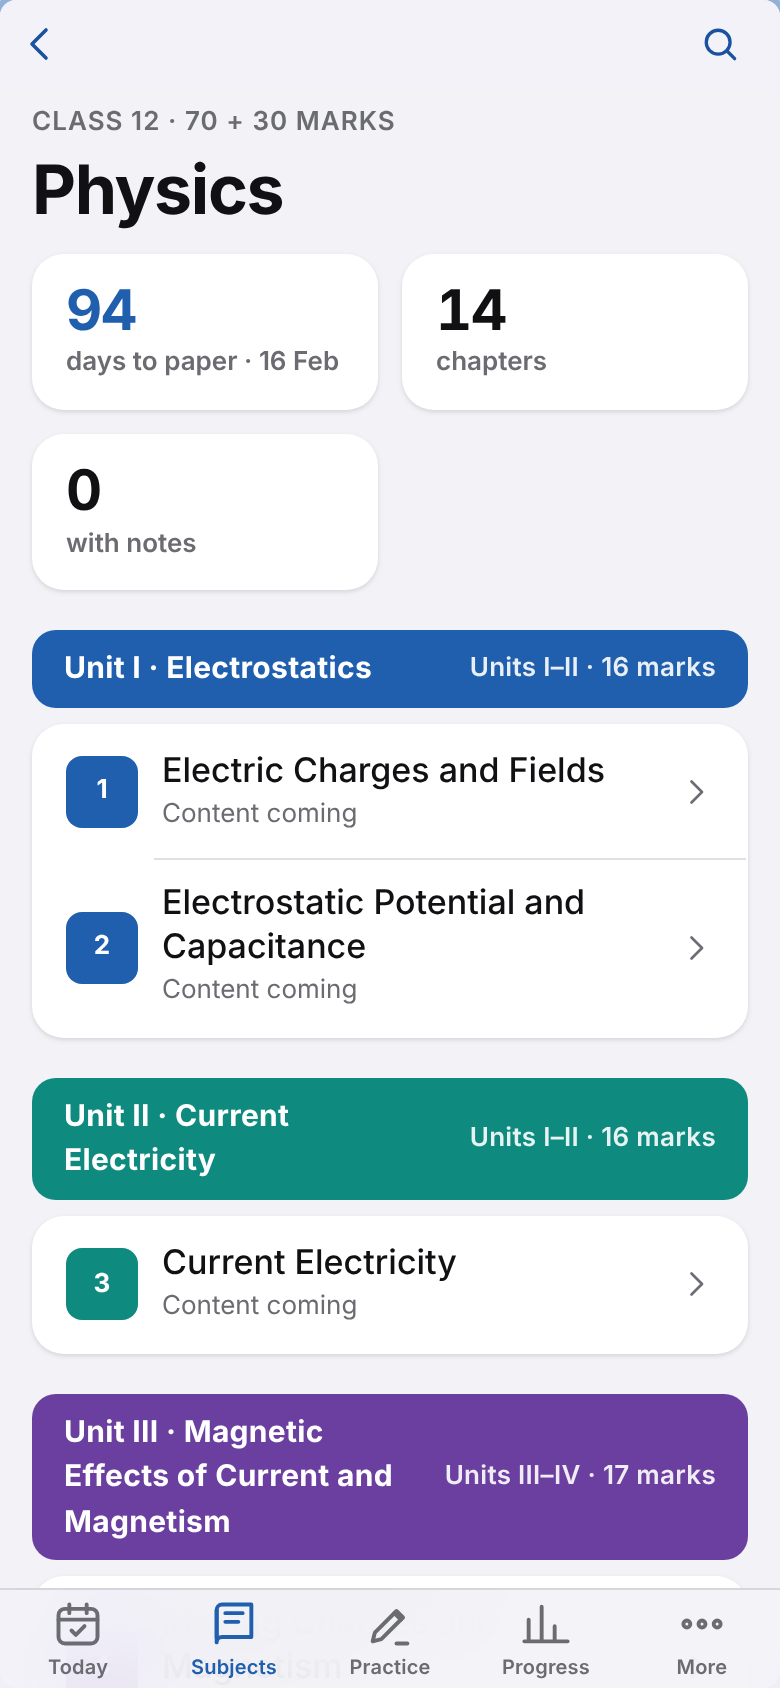 CLASS 12 · 70 + 30 MARKS
Physics
94
days to paper · 16 Feb
14
chapters
0
with notes
Unit I · Electrostatics
Units I–II · 16 marks
1
Electric Charges and Fields
Content coming
2
Electrostatic Potential and
Capacitance
Content coming
Unit II · Current
Electricity
Units I–II · 16 marks
3
Current Electricity
Content coming
Unit III · Magnetic
Effects of Current and
Magnetism
Units III–IV · 17 marks
Today
Subjects
Practice
Progress
More